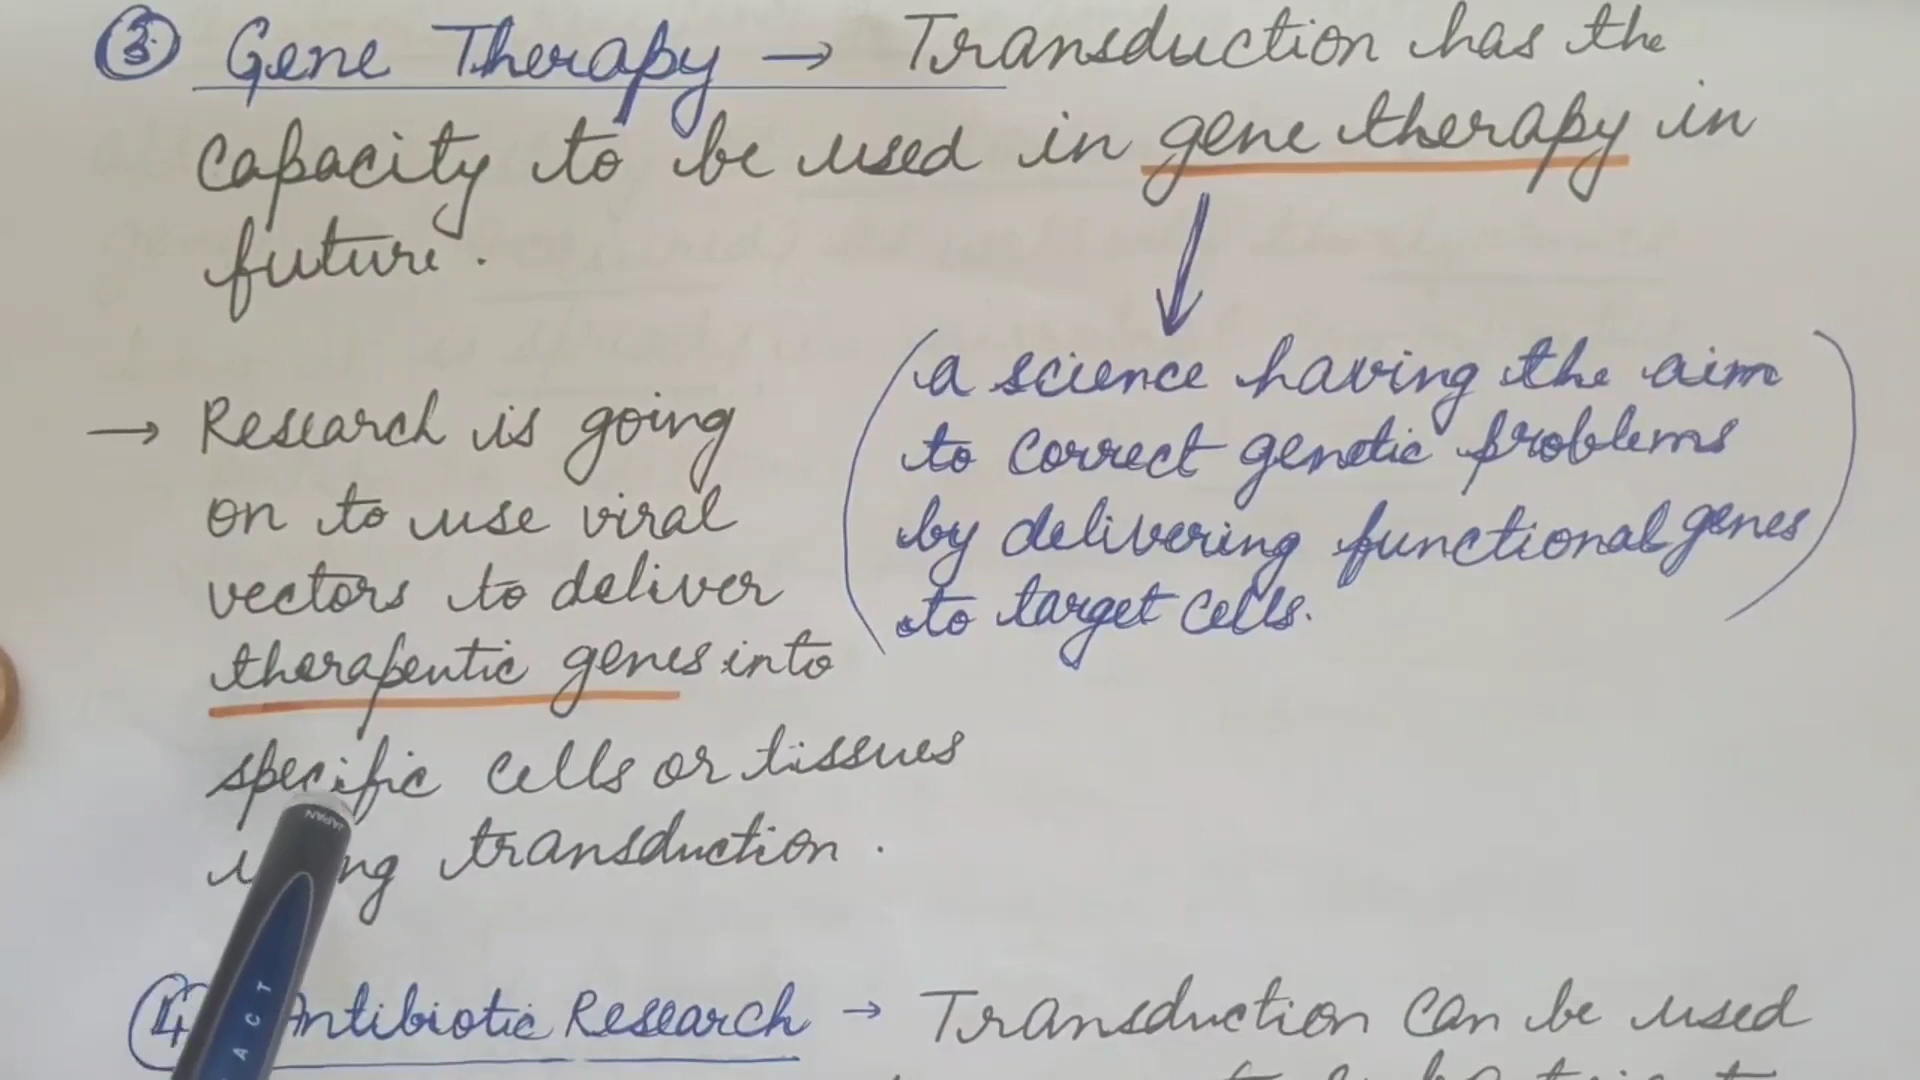 ③ Gene Therapy → Transduction has the
capacity to be used in gene therapy in
future.
(a science having the aim
to correct genetic problems
by delivering functional genes
to target cells.)
→ Research is going
on to use viral
vectors to deliver
therapeutic genes into
specific cells or tissues
transduction.
JAPAN
ACT
④ Antibiotic Research → Transduction can be used